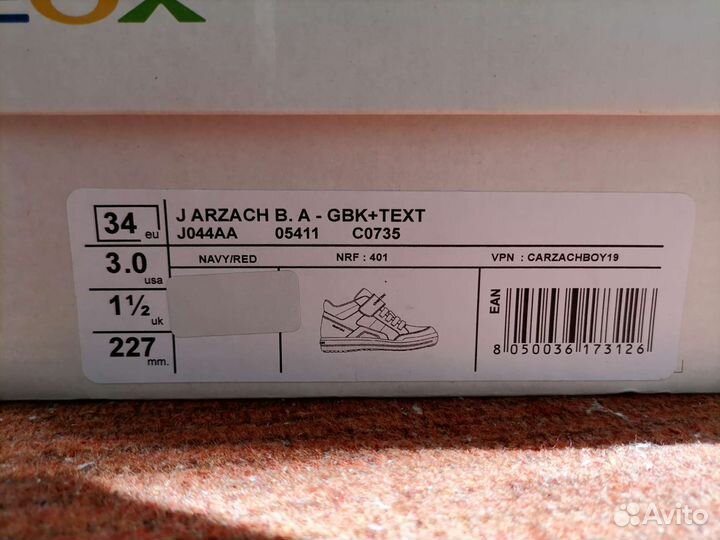 34 eu
J ARZACH B. A - GBK+TEXT
J044AA 05411 C0735
3.0 usa
NAVY/RED NRF : 401 VPN : CARZACHBOY19
1½ uk
EAN
227 mm.
8 050036 173126
Avito